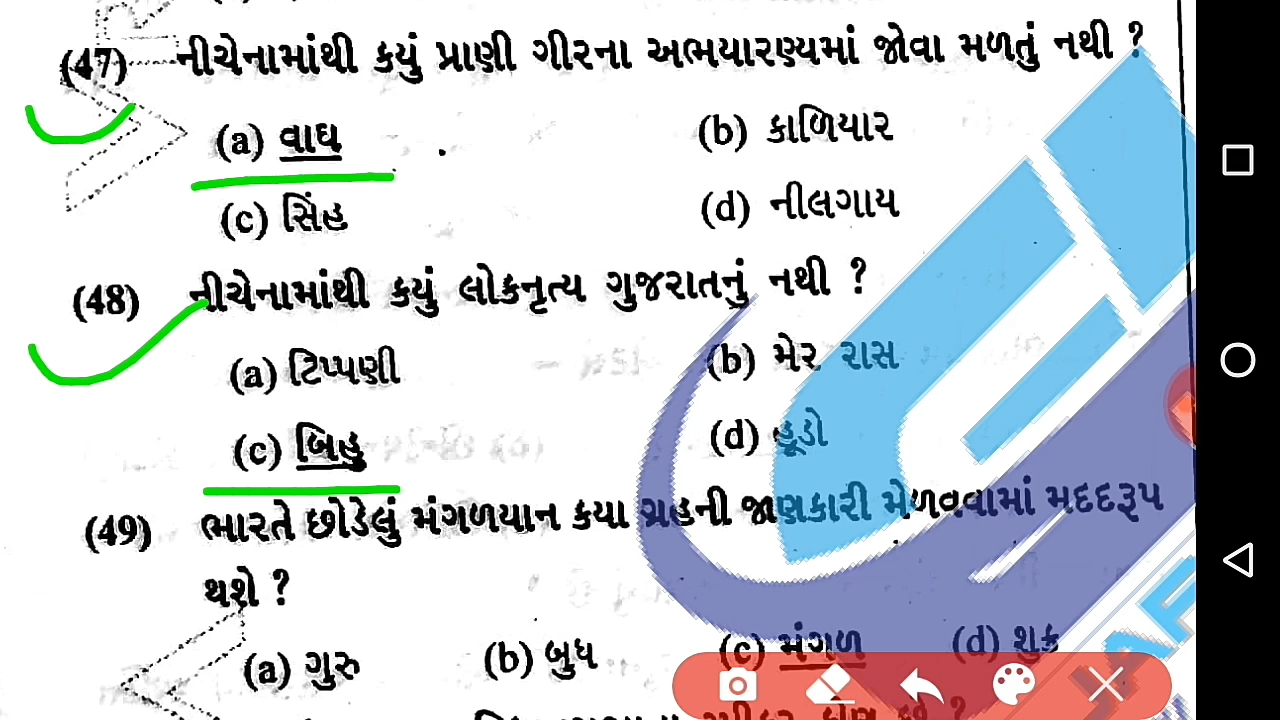 (47) નીચેનામાંથી કયું પ્રાણી ગીરના અભયારણ્યમાં જોવા મળતું નથી ?
(a) વાઘ (b) કાળિયાર
(c) સિંહ (d) નીલગાય
(48) નીચેનામાંથી કયું લોકનૃત્ય ગુજરાતનું નથી ?
(a) ટિપ્પણી (b) મેર રાસ
(c) બિહુ (d) હૂડો
(49) ભારતે છોડેલું મંગળયાન કયા ગ્રહની જાણકારી મેળવવામાં મદદરૂપ
થશે ?
(a) ગુરુ (b) બુધ (c) મંગળ (d) શુક્ર